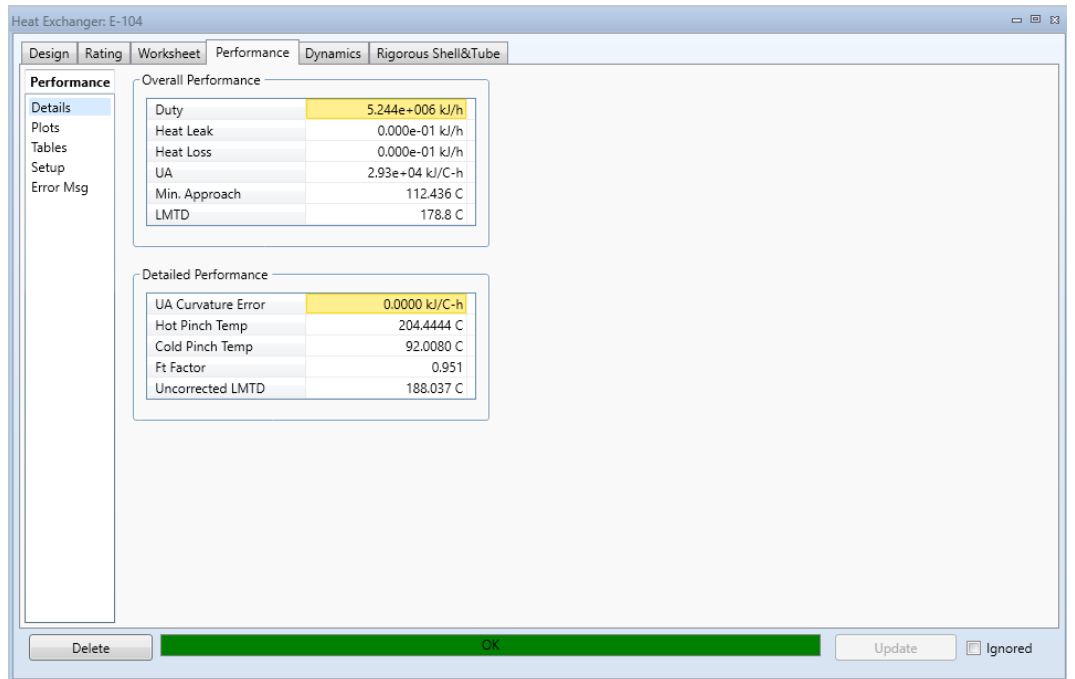 Heat Exchanger: E-104
Design Rating Worksheet Performance Dynamics Rigorous Shell&Tube
Performance
Details
Plots
Tables
Setup
Error Msg
Overall Performance
Duty 5.244e+006 kJ/h
Heat Leak 0.000e-01 kJ/h
Heat Loss 0.000e-01 kJ/h
UA 2.93e+04 kJ/C-h
Min. Approach 112.436 C
LMTD 178.8 C
Detailed Performance
UA Curvature Error 0.0000 kJ/C-h
Hot Pinch Temp 204.4444 C
Cold Pinch Temp 92.0080 C
Ft Factor 0.951
Uncorrected LMTD 188.037 C
Delete OK Update Ignored